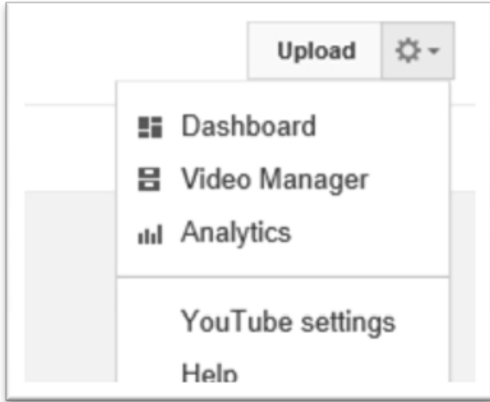 Upload
Dashboard
Video Manager
Analytics
YouTube settings
Help